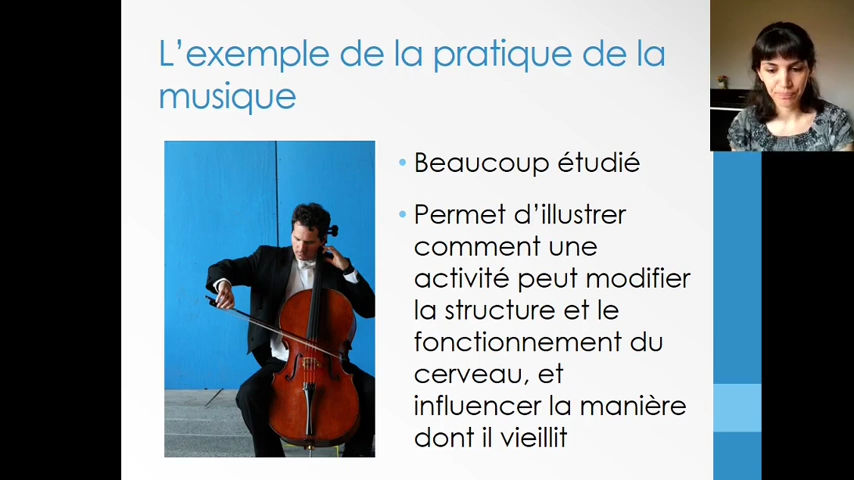 L'exemple de la pratique de la
musique
• Beaucoup étudié
• Permet d'illustrer
comment une
activité peut modifier
la structure et le
fonctionnement du
cerveau, et
influencer la manière
dont il vieillit